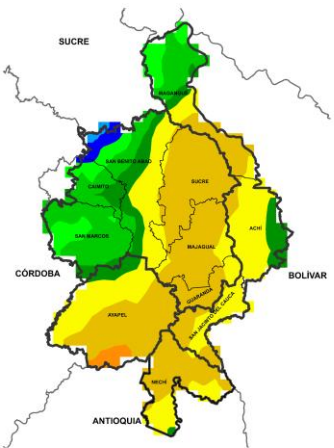 SUCRE
MAGANGUÉ
SAN BENITO ABAD
CAIMITO
SUCRE
SAN MARCOS
ACHÍ
MAJAGUAL
CÓRDOBA
BOLÍVAR
GUARANDA
SAN JACINTO DEL CAUCA
AYAPEL
NECHÍ
ANTIOQUIA